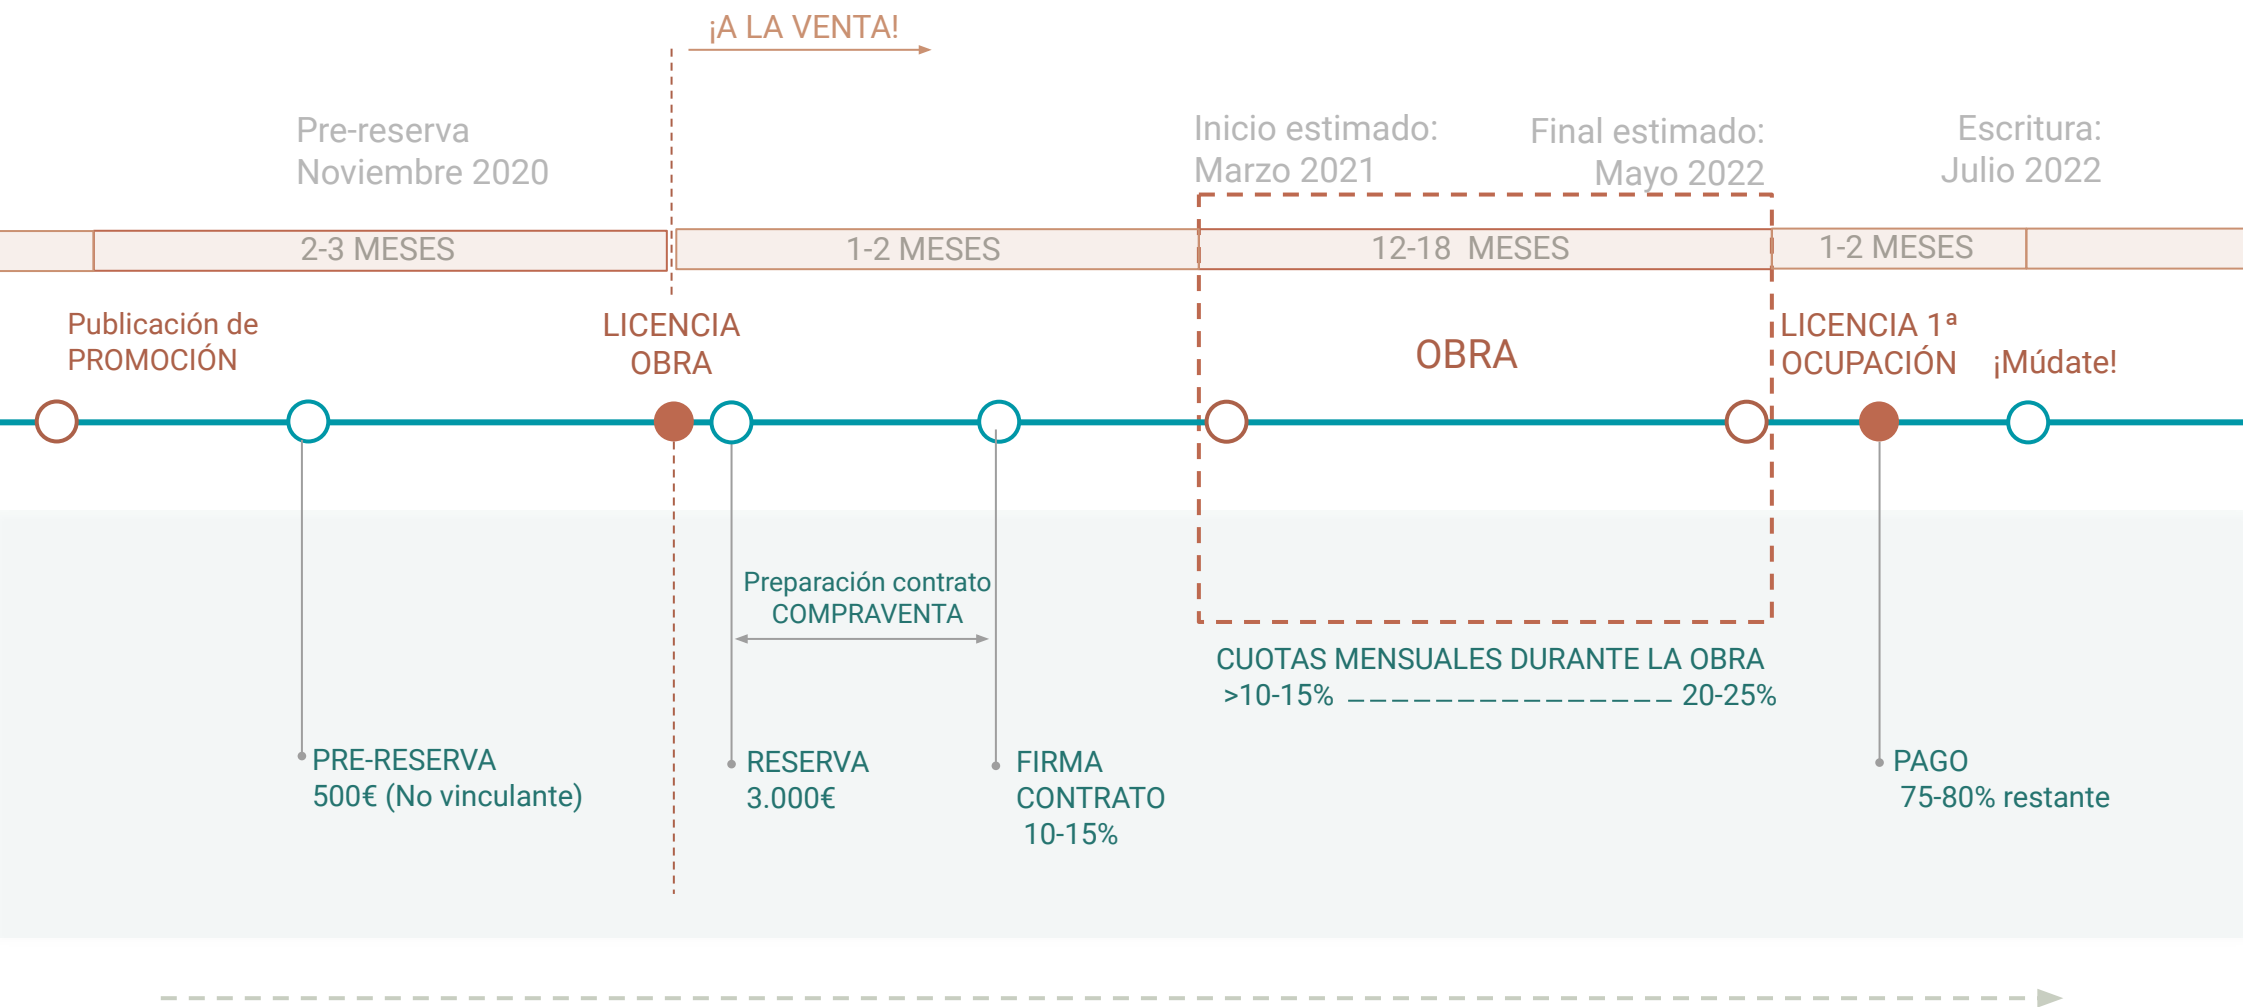 ¡A LA VENTA!
Pre-reserva
Noviembre 2020
Inicio estimado:
Marzo 2021
Final estimado:
Mayo 2022
Escritura:
Julio 2022
2-3 MESES
1-2 MESES
12-18 MESES
1-2 MESES
Publicación de
PROMOCIÓN
LICENCIA
OBRA
OBRA
LICENCIA 1ª
OCUPACIÓN
¡Múdate!
Preparación contrato
COMPRAVENTA
CUOTAS MENSUALES DURANTE LA OBRA
>10-15% _______________ 20-25%
PRE-RESERVA
500€ (No vinculante)
RESERVA
3.000€
FIRMA
CONTRATO
10-15%
PAGO
75-80% restante